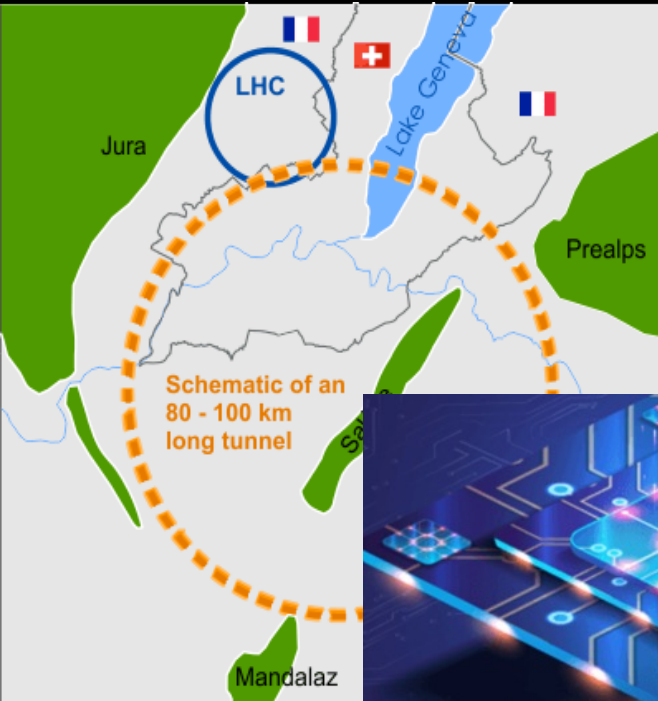 LHC
Lake Geneva
Jura
Prealps
Schematic of an
80 - 100 km
long tunnel
Mandalaz